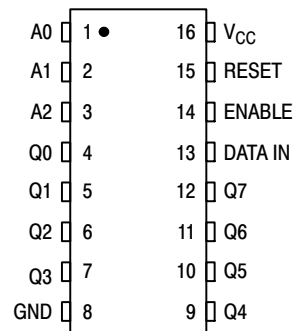 A0 1 16 VCC
A1 2 15 RESET
A2 3 14 ENABLE
Q0 4 13 DATA IN
Q1 5 12 Q7
Q2 6 11 Q6
Q3 7 10 Q5
GND 8 9 Q4